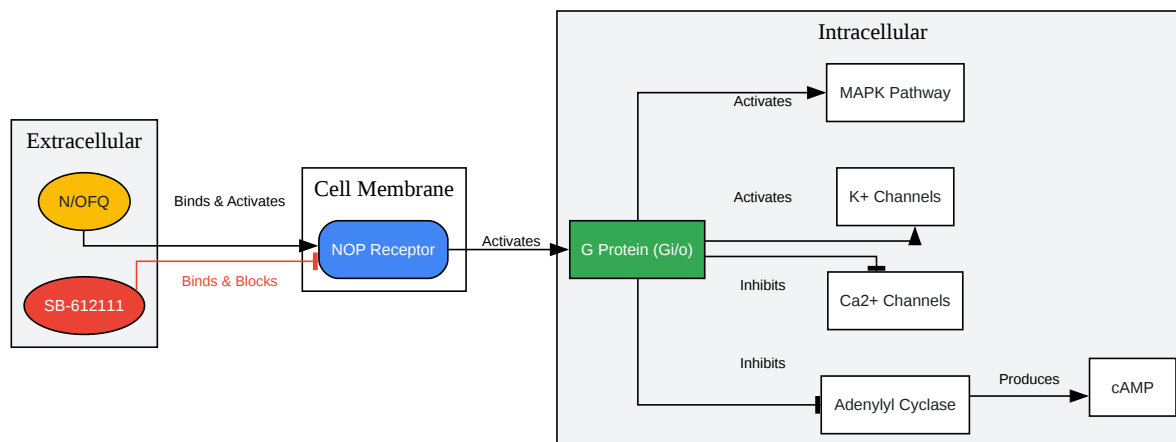 Intracellular
MAPK Pathway
Activates
Extracellular
N/OFQ
Binds & Activates
Cell Membrane
Activates
K+ Channels
NOP Receptor
Activates
G Protein (Gi/o)
Binds & Blocks
SB-612111
Inhibits
Ca2+ Channels
Inhibits
Adenylyl Cyclase
Produces
cAMP